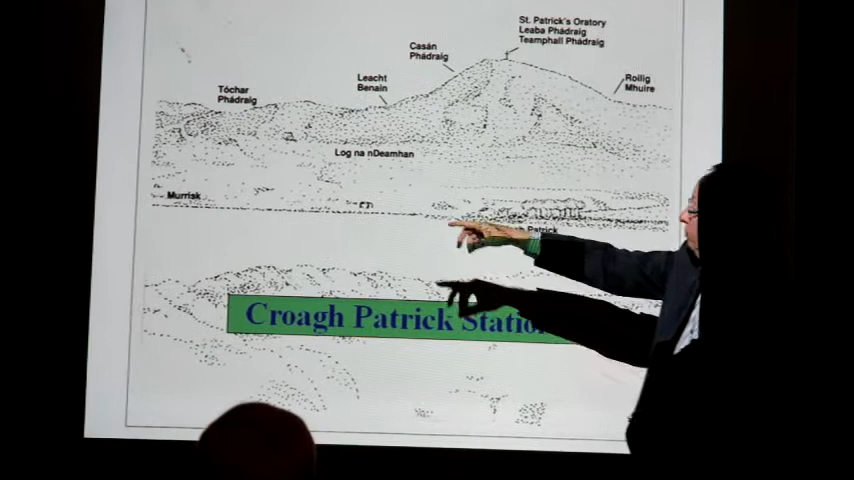 St. Patrick's Oratory
Leaba Phádraig
Teamphall Phádraig
Casán
Phádraig
Roilig
Mhuire
Leacht
Benain
Tóchar
Phádraig
Log na nDeamhan
Murrisk
Patrick
Croagh Patrick